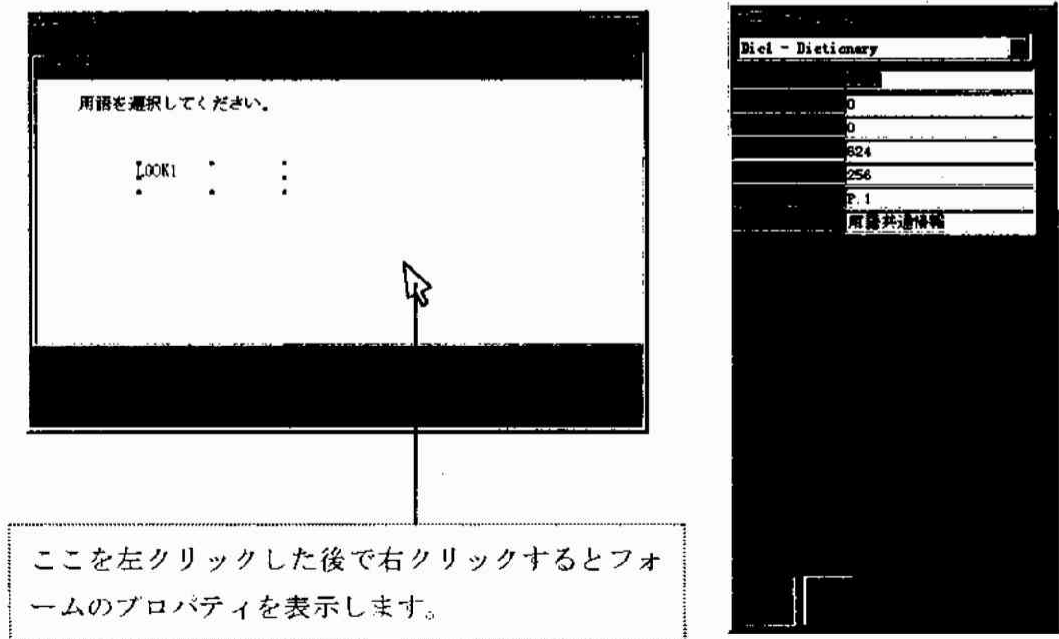 用語を選択してください。
LOOK1
ここを左クリックした後で右クリックするとフォ
ームのプロパティを表示します。
Dic1 - Dictionary
0
0
624
256
P.1
用語共通情報